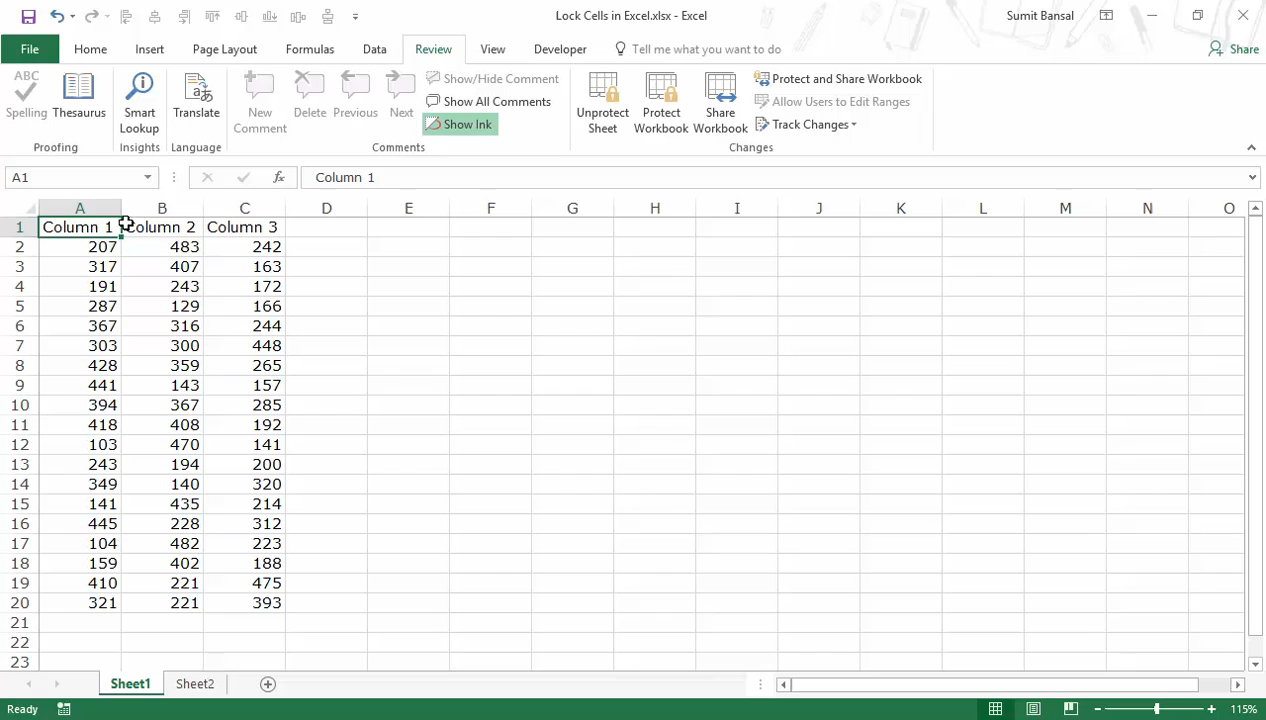 Lock Cells in Excel.xlsx - Excel
Sumit Bansal
File Home Insert Page Layout Formulas Data Review View Developer Tell me what you want to do Share
ABC
Spelling Thesaurus
Proofing
Smart Lookup
Insights
Translate
Language
New Comment Delete Previous Next
Show/Hide Comment
Show All Comments
Show Ink
Comments
Unprotect Sheet
Protect Workbook
Share Workbook
Protect and Share Workbook
Allow Users to Edit Ranges
Track Changes
Changes
A1 fx Column 1
A B C D E F G H I J K L M N O
1 Column 1 Column 2 Column 3
2 207 483 242
3 317 407 163
4 191 243 172
5 287 129 166
6 367 316 244
7 303 300 448
8 428 359 265
9 441 143 157
10 394 367 285
11 418 408 192
12 103 470 141
13 243 194 200
14 349 140 320
15 141 435 214
16 445 228 312
17 104 482 223
18 159 402 188
19 410 221 475
20 321 221 393
21
22
23
Sheet1 Sheet2
Ready
115%